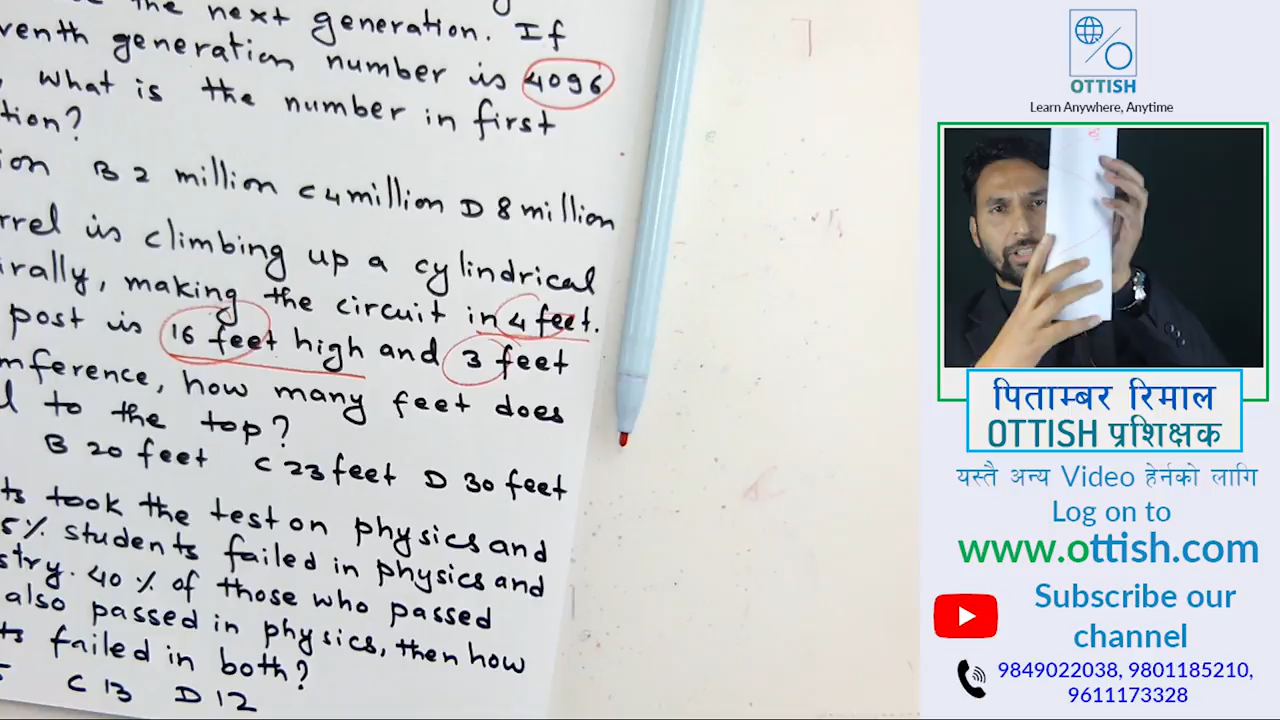 the next generation. If
venth generation number is 4096
, what is the number in first
tion?
ion B 2 million C 4 million D 8 million
rrel is climbing up a cylindrical
irally, making the circuit in 4 feet.
post is 16 feet high and 3 feet
mference, how many feet does
l to the top?
B 20 feet C 23 feet D 30 feet
ts took the test on physics and
5% students failed in physics and
stry. 40% of those who passed
also passed in physics, then how
ts failed in both?
C 13 D 12
OTTISH
Learn Anywhere, Anytime
पिताम्बर रिमाल
OTTISH प्रशिक्षक
यस्तै अन्य Video हेर्नको लागि
Log on to
www.ottish.com
Subscribe our
channel
9849022038, 9801185210,
9611173328